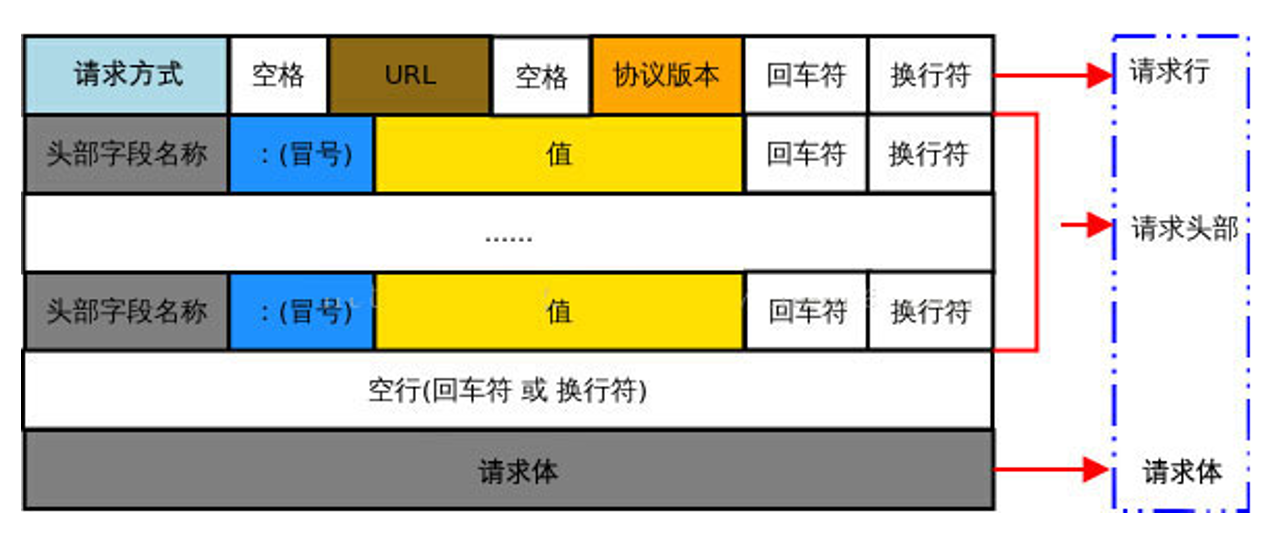 请求方式 空格 URL 空格 协议版本 回车符 换行符 请求行
头部字段名称 :(冒号) 值 回车符 换行符
...... 请求头部
头部字段名称 :(冒号) 值 回车符 换行符
空行(回车符 或 换行符)
请求体 请求体